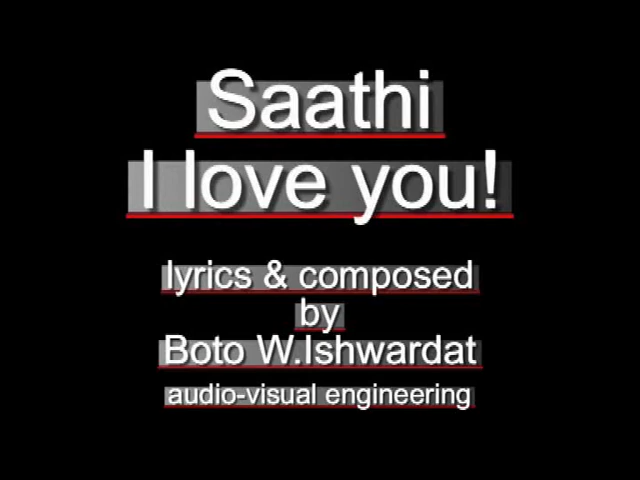 Saathi
I love you!
lyrics & composed
by
Boto W.Ishwardat
audio-visual engineering